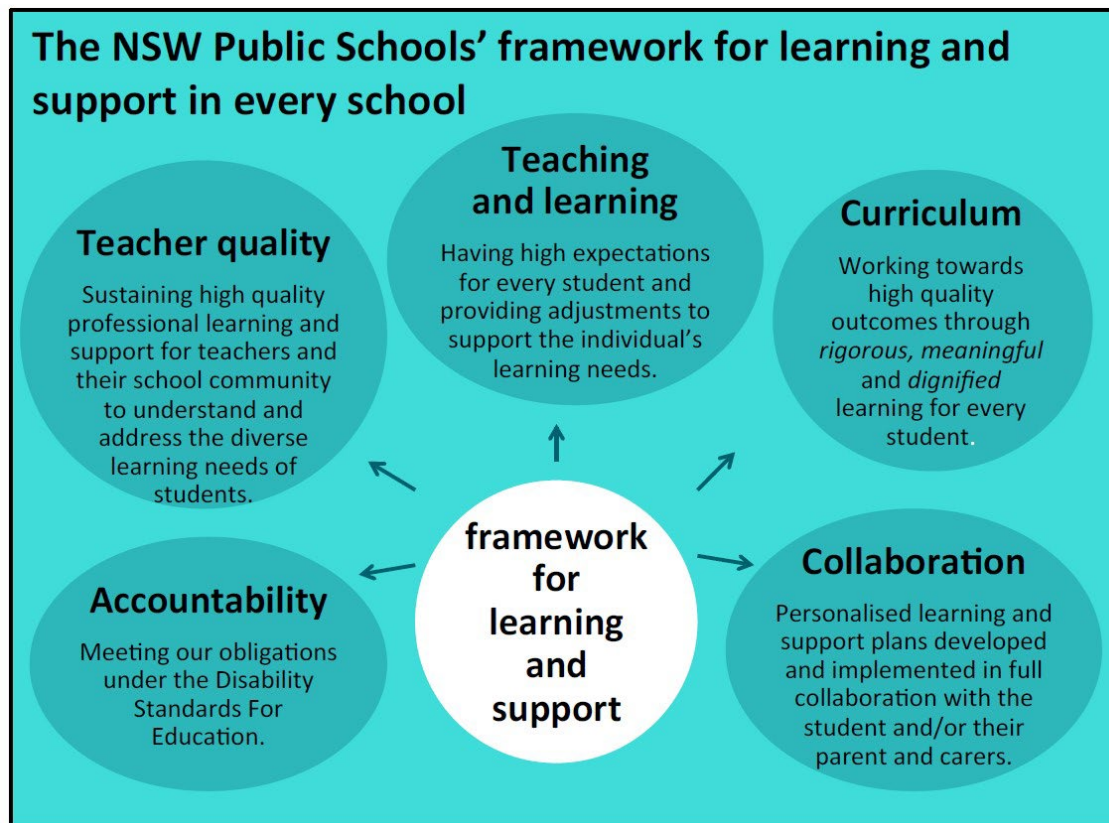 The NSW Public Schools’ framework for learning and
support in every school
Teacher quality
Sustaining high quality
professional learning and
support for teachers and
their school community
to understand and
address the diverse
learning needs of
students.
Teaching
and learning
Having high expectations
for every student and
providing adjustments to
support the individual’s
learning needs.
Curriculum
Working towards
high quality
outcomes through
rigorous, meaningful
and dignified
learning for every
student.
Accountability
Meeting our obligations
under the Disability
Standards For
Education.
framework
for
learning
and
support
Collaboration
Personalised learning and
support plans developed
and implemented in full
collaboration with the
student and/or their
parent and carers.